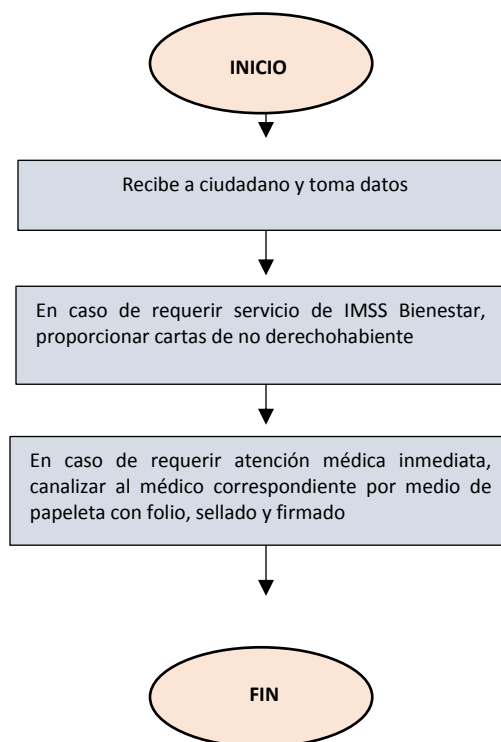 INICIO
Recibe a ciudadano y toma datos
En caso de requerir servicio de IMSS Bienestar,
proporcionar cartas de no derechohabiente
En caso de requerir atención médica inmediata,
canalizar al médico correspondiente por medio de
papeleta con folio, sellado y firmado
FIN